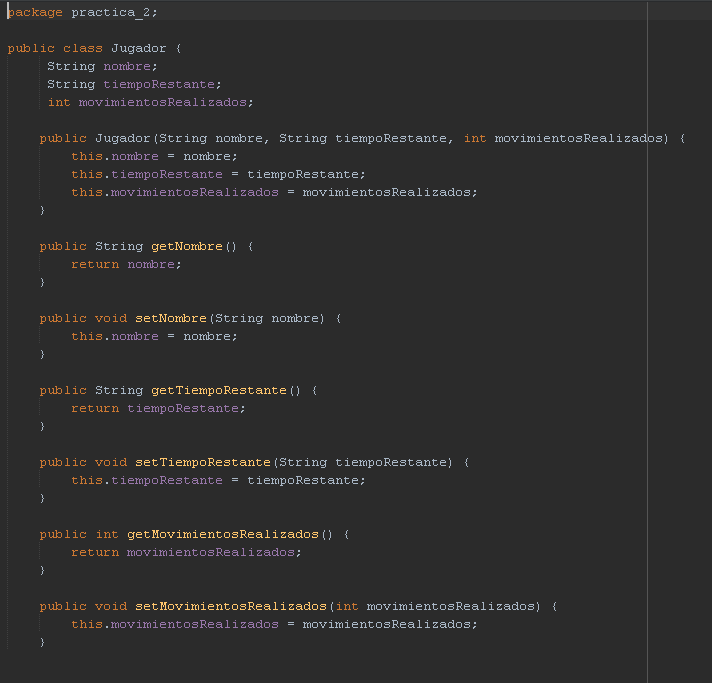 package practica_2;
public class Jugador {
String nombre;
String tiempoRestante;
int movimientosRealizados;
public Jugador(String nombre, String tiempoRestante, int movimientosRealizados) {
this.nombre = nombre;
this.tiempoRestante = tiempoRestante;
this.movimientosRealizados = movimientosRealizados;
}
public String getNombre() {
return nombre;
}
public void setNombre(String nombre) {
this.nombre = nombre;
}
public String getTiempoRestante() {
return tiempoRestante;
}
public void setTiempoRestante(String tiempoRestante) {
this.tiempoRestante = tiempoRestante;
}
public int getMovimientosRealizados() {
return movimientosRealizados;
}
public void setMovimientosRealizados(int movimientosRealizados) {
this.movimientosRealizados = movimientosRealizados;
}